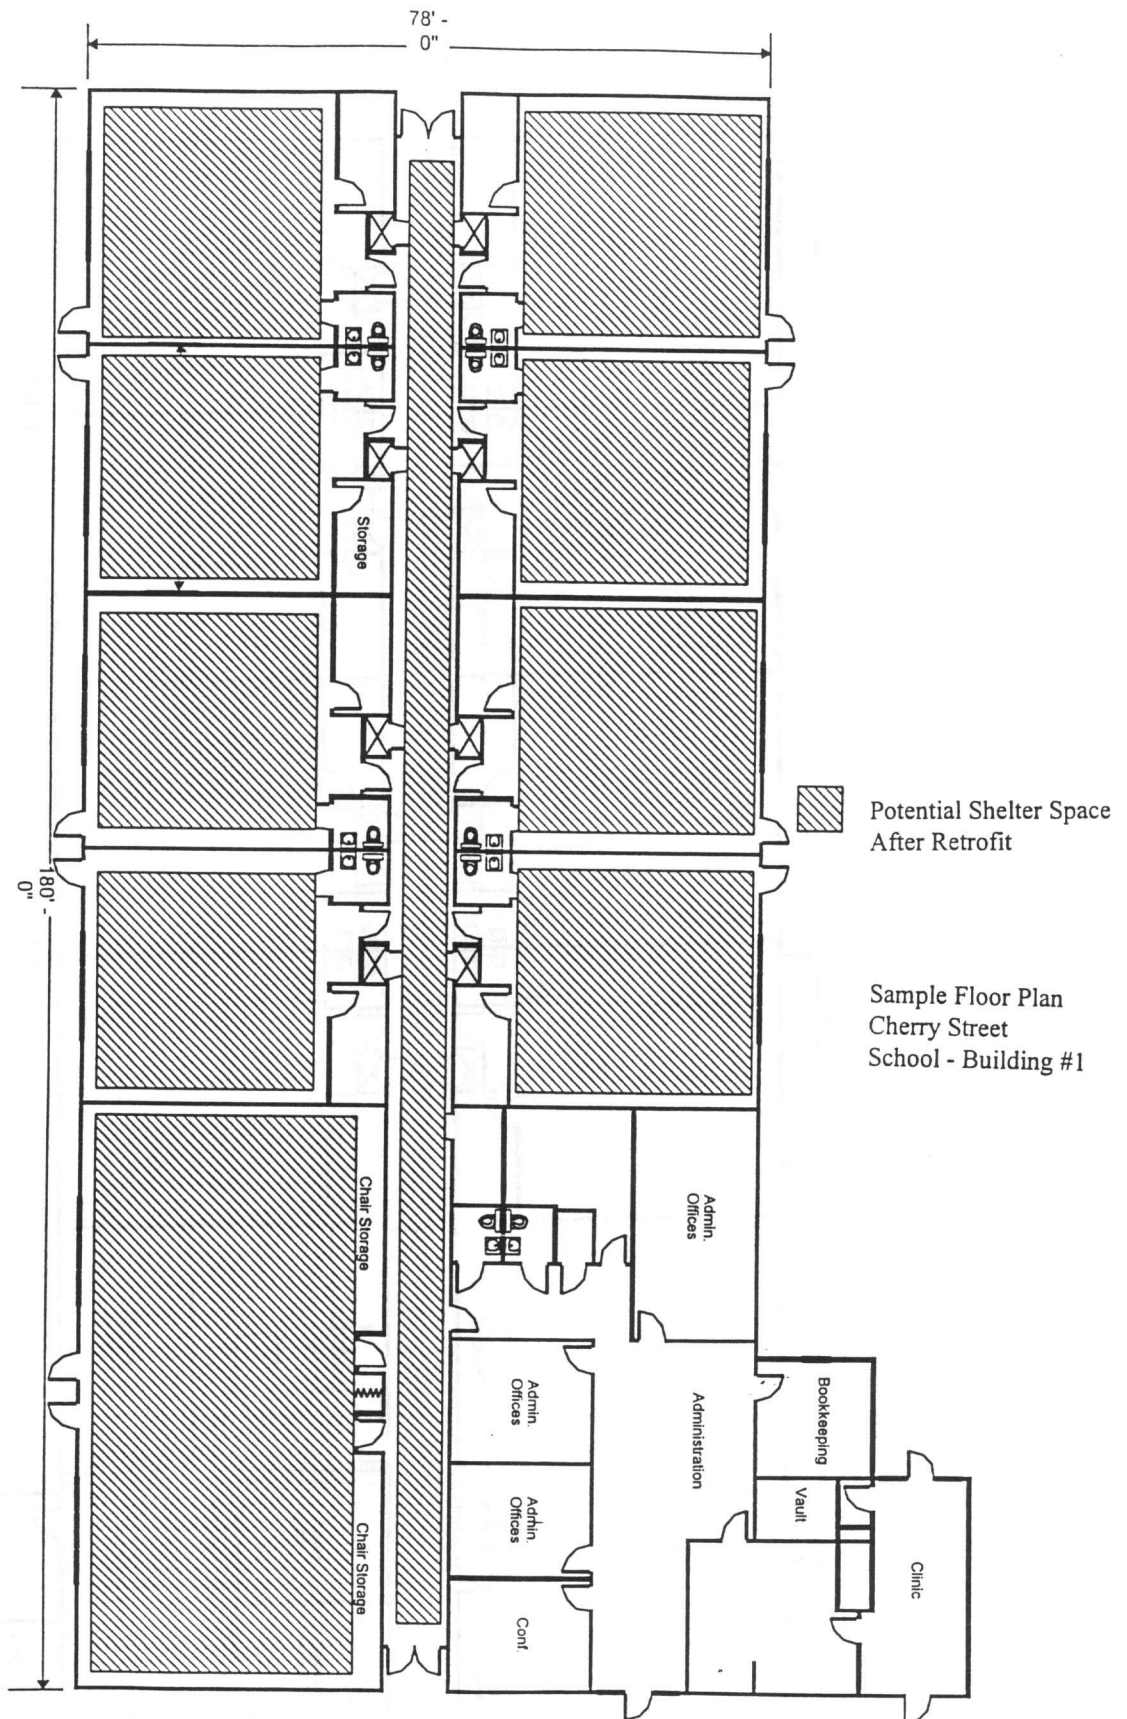 78' -
0"
Storage
Potential Shelter Space
After Retrofit
180' -
0"
Sample Floor Plan
Cherry Street
School - Building #1
Chair Storage
Admin.
Offices
Admin.
Offices
Administration
Bookkeeping
Admin.
Offices
Vault
Chair Storage
Conf.
Clinic